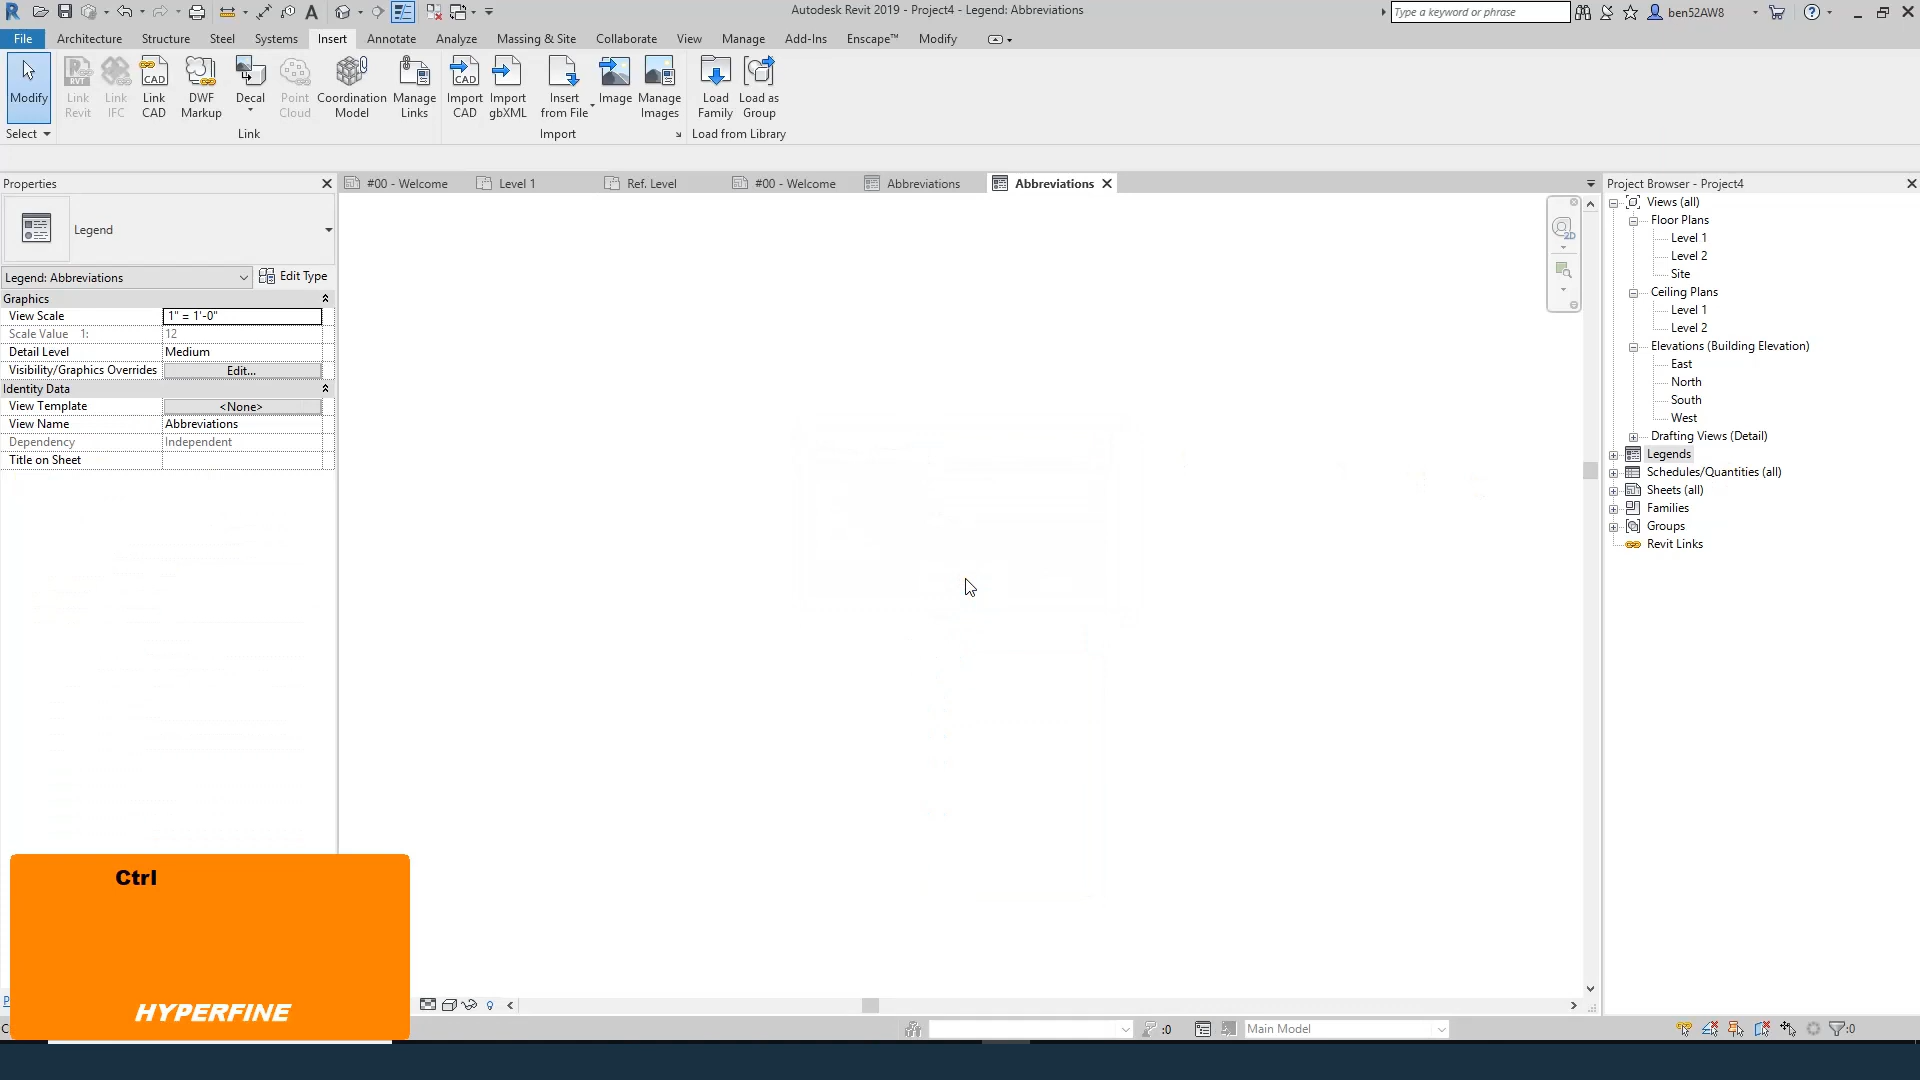 Autodesk Revit 2019 - Project4 - Legend: Abbreviations
Type a keyword or phrase
ben52AW8
File
Architecture
Structure
Steel
Systems
Insert
Annotate
Analyze
Massing & Site
Collaborate
View
Manage
Add-Ins
Enscape™
Modify
Modify
Link Revit
Link IFC
Link CAD
DWF Markup
Decal
Point Cloud
Coordination Model
Manage Links
Import CAD
Import gbXML
Insert from File
Image
Manage Images
Load Family
Load as Group
Select
Link
Import
Load from Library
Properties
#00 - Welcome
Level 1
Ref. Level
#00 - Welcome
Abbreviations
Abbreviations
Project Browser - Project4
Legend
Legend: Abbreviations
Edit Type
Graphics
View Scale
1" = 1'-0"
Scale Value 1:
12
Detail Level
Medium
Visibility/Graphics Overrides
Edit...
Identity Data
View Template
<None>
View Name
Abbreviations
Dependency
Independent
Title on Sheet
2D
Views (all)
Floor Plans
Level 1
Level 2
Site
Ceiling Plans
Level 1
Level 2
Elevations (Building Elevation)
East
North
South
West
Drafting Views (Detail)
Legends
Schedules/Quantities (all)
Sheets (all)
Families
Groups
Revit Links
Ctrl
HYPERFINE
:0
Main Model
:0